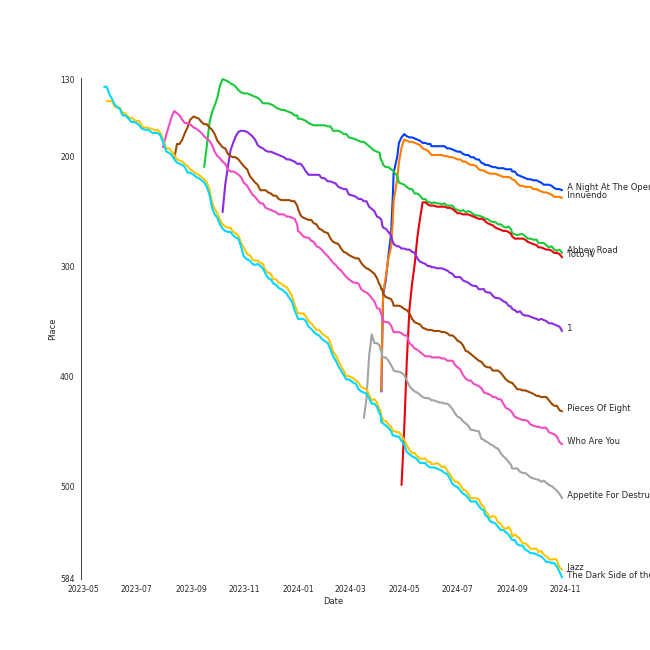 130
200
300
400
500
584
Place
2023-05
2023-07
2023-09
2023-11
2024-01
2024-03
2024-05
2024-07
2024-09
2024-11
Date
A Night At The Oper
Innuendo
Abbey Road
Toto IV
1
Pieces Of Eight
Who Are You
Appetite For Destru
Jazz
The Dark Side of the